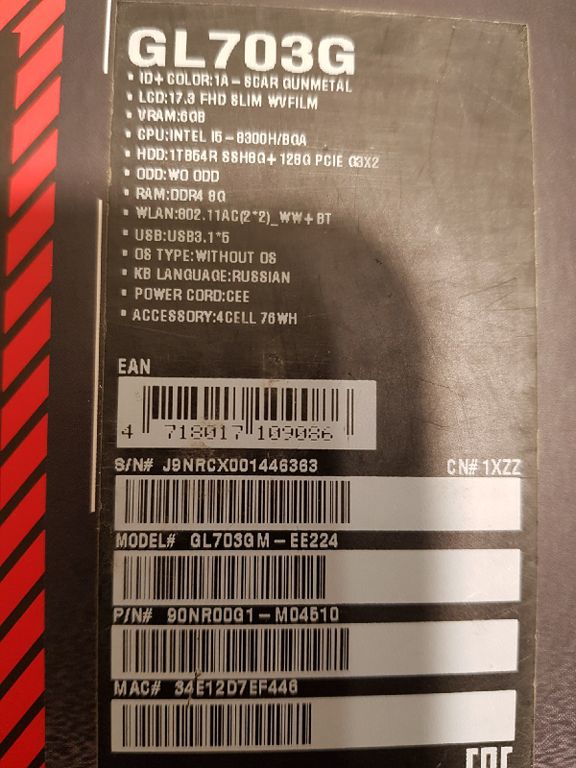 GL703G
• ID+ COLOR:1A-SCAR GUNMETAL
• LCD:17.3 FHD SLIM WVFILM
• VRAM:6GB
• CPU:INTEL I5-8300H/BGA
• HDD:1TB54R SSH8G+128G PCIE G3X2
• ODD:WO ODD
• RAM:DDR4 8G
• WLAN:802.11AC(2*2)_WW+BT
• USB:USB3.1*5
• OS TYPE:WITHOUT OS
• KB LANGUAGE:RUSSIAN
• POWER CORD:CEE
• ACCESSORY:4CELL 76WH
EAN
4 718017 109086
S/N# J9NRCX001446363 CN# 1XZZ
MODEL# GL703GM-EE224
P/N# 90NR00G1-M04510
MAC# 34E12D7EF446